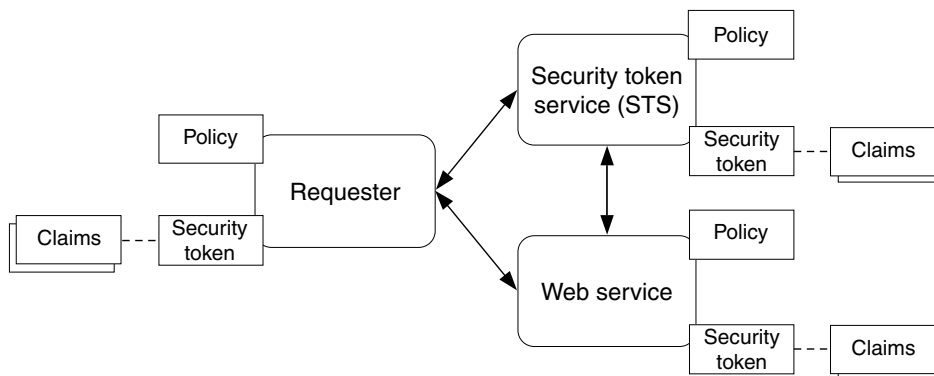 Policy
Security token
service (STS)
Security
token
Claims
Policy
Requester
Claims
Security
token
Policy
Web service
Security
token
Claims